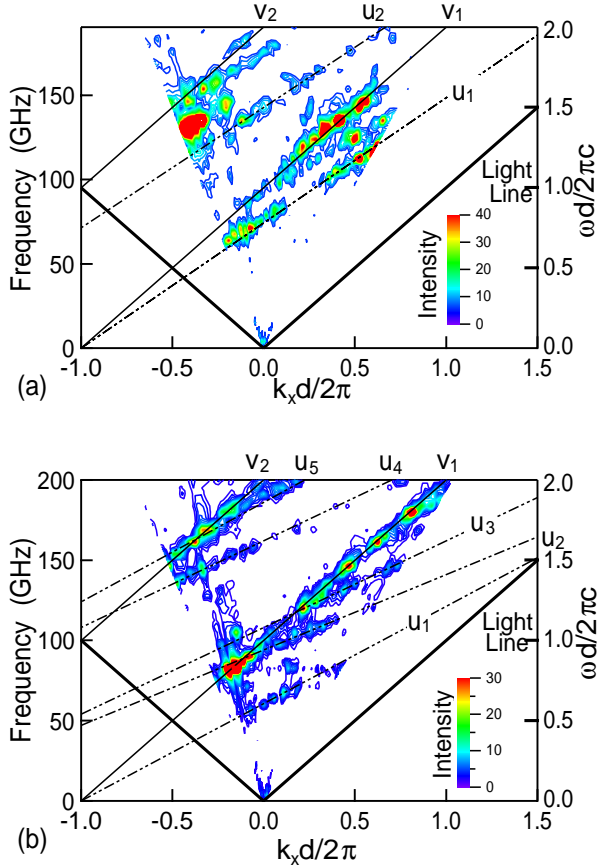 v2 u2 v1
2.0
150
u1
1.5
Frequency (GHz)
100
Light
Line
1.0
ωd/2πc
Intensity
40
30
20
10
0
50
0.5
0
0.0
-1.0 -0.5 0.0 0.5 1.0 1.5
(a)
kxd/2π
v2 u5 u4 v1
200
2.0
u3
u2
150
1.5
Frequency (GHz)
u1
Light
Line
100
1.0
ωd/2πc
Intensity
30
20
10
0
50
0.5
0
0.0
-1.0 -0.5 0.0 0.5 1.0 1.5
(b)
kxd/2π